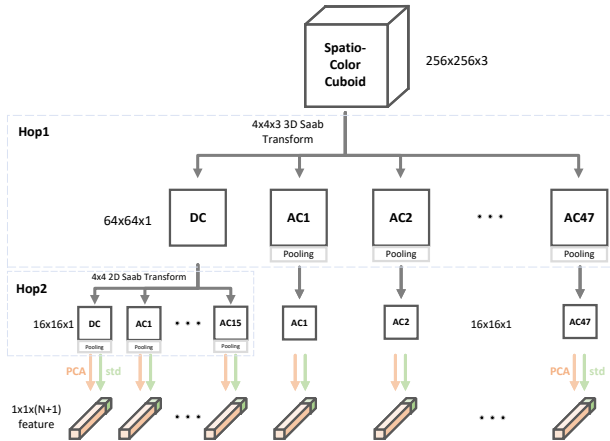 Spatio-
Color
Cuboid
256x256x3
Hop1
4x4x3 3D Saab
Transform
64x64x1
DC
AC1
AC2
• • •
AC47
Pooling
Pooling
Pooling
4x4 2D Saab Transform
Hop2
16x16x1
DC
AC1
• • •
AC15
AC1
AC2
16x16x1
AC47
Pooling
Pooling
Pooling
PCA
std
PCA
std
1x1x(N+1)
feature
• • •
• • •